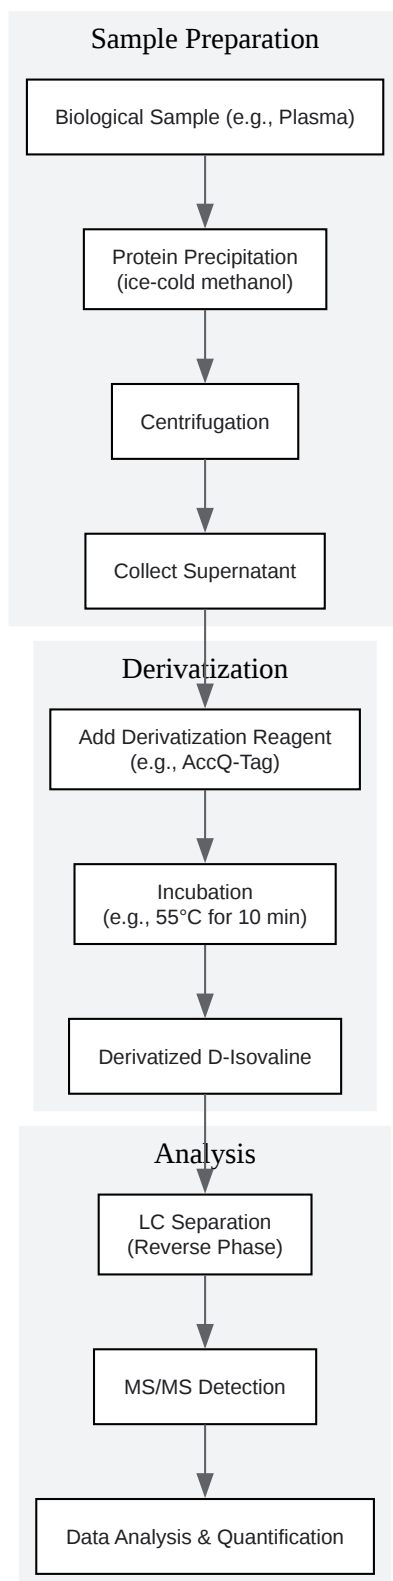 Sample Preparation
Biological Sample (e.g., Plasma)
Protein Precipitation
(ice-cold methanol)
Centrifugation
Collect Supernatant
Derivatization
Add Derivatization Reagent
(e.g., AccQ-Tag)
Incubation
(e.g., 55°C for 10 min)
Derivatized D-Isovaline
Analysis
LC Separation
(Reverse Phase)
MS/MS Detection
Data Analysis & Quantification